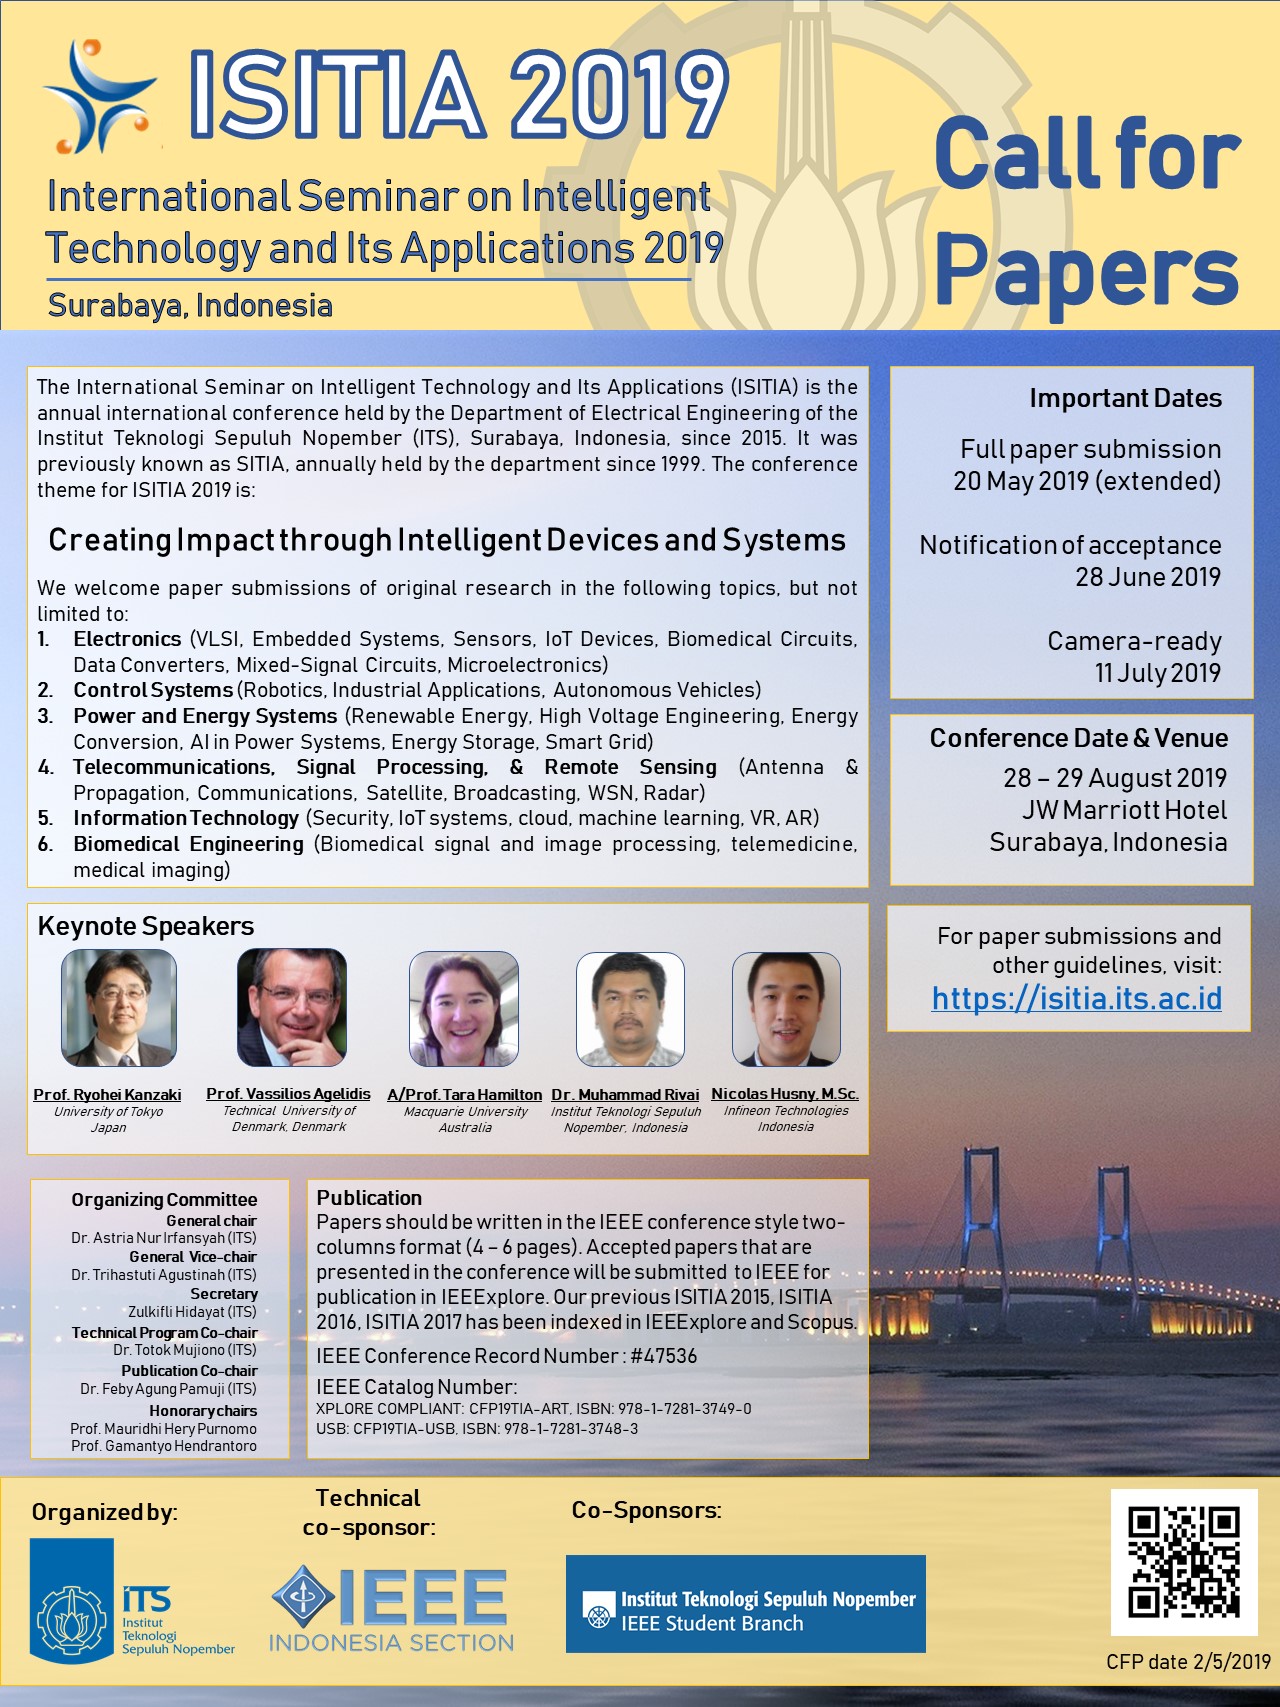 ISITIA 2019
International Seminar on Intelligent
Technology and Its Applications 2019
Surabaya, Indonesia
Call for
Papers
The International Seminar on Intelligent Technology and Its Applications (ISITIA) is the
annual international conference held by the Department of Electrical Engineering of the
Institut Teknologi Sepuluh Nopember (ITS), Surabaya, Indonesia, since 2015. It was
previously known as SITIA, annually held by the department since 1999. The conference
theme for ISITIA 2019 is:
Creating Impact through Intelligent Devices and Systems
We welcome paper submissions of original research in the following topics, but not
limited to:
1. Electronics (VLSI, Embedded Systems, Sensors, IoT Devices, Biomedical Circuits,
Data Converters, Mixed-Signal Circuits, Microelectronics)
2. Control Systems (Robotics, Industrial Applications, Autonomous Vehicles)
3. Power and Energy Systems (Renewable Energy, High Voltage Engineering, Energy
Conversion, AI in Power Systems, Energy Storage, Smart Grid)
4. Telecommunications, Signal Processing, & Remote Sensing (Antenna &
Propagation, Communications, Satellite, Broadcasting, WSN, Radar)
5. Information Technology (Security, IoT systems, cloud, machine learning, VR, AR)
6. Biomedical Engineering (Biomedical signal and image processing, telemedicine,
medical imaging)
Important Dates
Full paper submission
20 May 2019 (extended)
Notification of acceptance
28 June 2019
Camera-ready
11 July 2019
Conference Date & Venue
28 – 29 August 2019
JW Marriott Hotel
Surabaya, Indonesia
For paper submissions and
other guidelines, visit:
https://isitia.its.ac.id
Keynote Speakers
Prof. Ryohei Kanzaki
University of Tokyo
Japan
Prof. Vassilios Agelidis
Technical University of
Denmark, Denmark
A/Prof. Tara Hamilton
Macquarie University
Australia
Dr. Muhammad Rivai
Institut Teknologi Sepuluh
Nopember, Indonesia
Nicolas Husny, M.Sc.
Infineon Technologies
Indonesia
Organizing Committee
General chair
Dr. Astria Nur Irfansyah (ITS)
General Vice-chair
Dr. Trihastuti Agustinah (ITS)
Secretary
Zulkifli Hidayat (ITS)
Technical Program Co-chair
Dr. Totok Mujiono (ITS)
Publication Co-chair
Dr. Feby Agung Pamuji (ITS)
Honorary chairs
Prof. Mauridhi Hery Purnomo
Prof. Gamantyo Hendrantoro
Publication
Papers should be written in the IEEE conference style two-
columns format (4 – 6 pages). Accepted papers that are
presented in the conference will be submitted to IEEE for
publication in IEEExplore. Our previous ISITIA 2015, ISITIA
2016, ISITIA 2017 has been indexed in IEEExplore and Scopus.
IEEE Conference Record Number : #47536
IEEE Catalog Number:
XPLORE COMPLIANT: CFP19TIA-ART, ISBN: 978-1-7281-3749-0
USB: CFP19TIA-USB, ISBN: 978-1-7281-3748-3
Organized by:
ITS
Institut
Teknologi
Sepuluh Nopember
Technical
co-sponsor:
IEEE
INDONESIA SECTION
Co-Sponsors:
Institut Teknologi Sepuluh Nopember
IEEE Student Branch
CFP date 2/5/2019